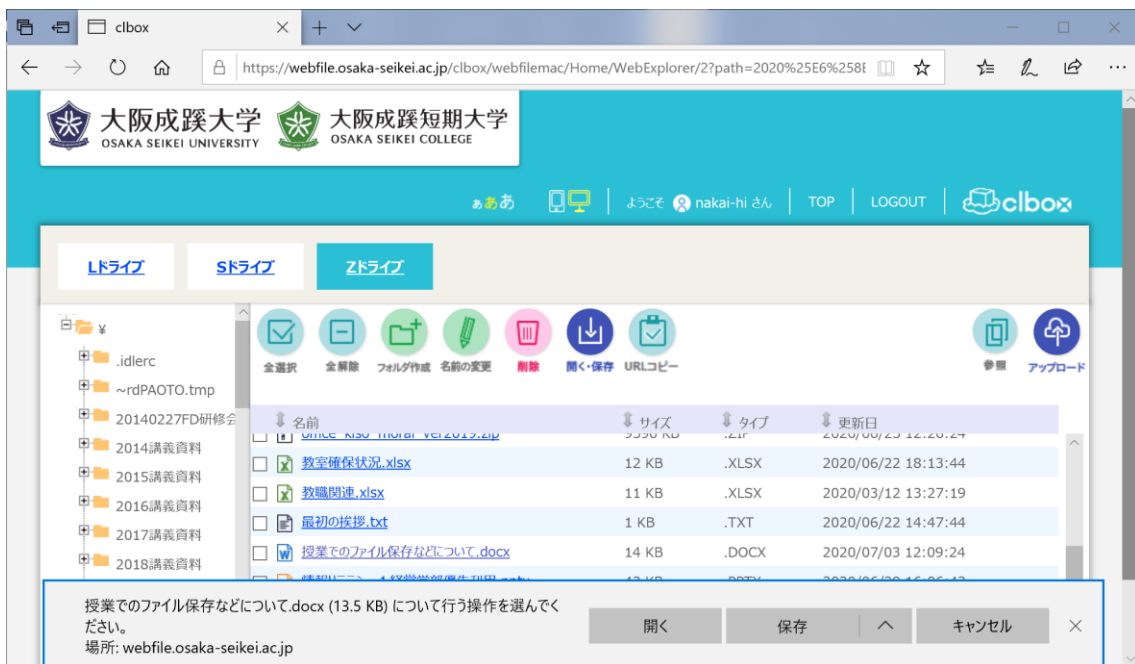 clbox
https://webfile.osaka-seikei.ac.jp/clbox/webfilemac/Home/WebExplorer/2?path=2020%25E6%258E
大阪成蹊大学 大阪成蹊短期大学
OSAKA SEIKEI UNIVERSITY OSAKA SEIKEI COLLEGE
あああ ようこそ nakai-hi さん TOP LOGOUT clbox
Lドライブ Sドライブ Zドライブ
¥
全選択 全解除 フォルダ作成 名前の変更 削除 開く・保存 URLコピー 参照 アップロード
.idlerc
~rdPAOTO.tmp
20140227FD研修会
2014講義資料
2015講義資料
2016講義資料
2017講義資料
2018講義資料
名前 サイズ タイプ 更新日
office_kiso_moral_ver2019.zip .ZIP
教室確保状況.xlsx 12 KB .XLSX 2020/06/22 18:13:44
教職関連.xlsx 11 KB .XLSX 2020/03/12 13:27:19
最初の挨拶.txt 1 KB .TXT 2020/06/22 14:47:44
授業でのファイル保存などについて.docx 14 KB .DOCX 2020/07/03 12:09:24
授業でのファイル保存などについて.docx (13.5 KB) について行う操作を選んでく
ださい。
場所: webfile.osaka-seikei.ac.jp
開く 保存 キャンセル